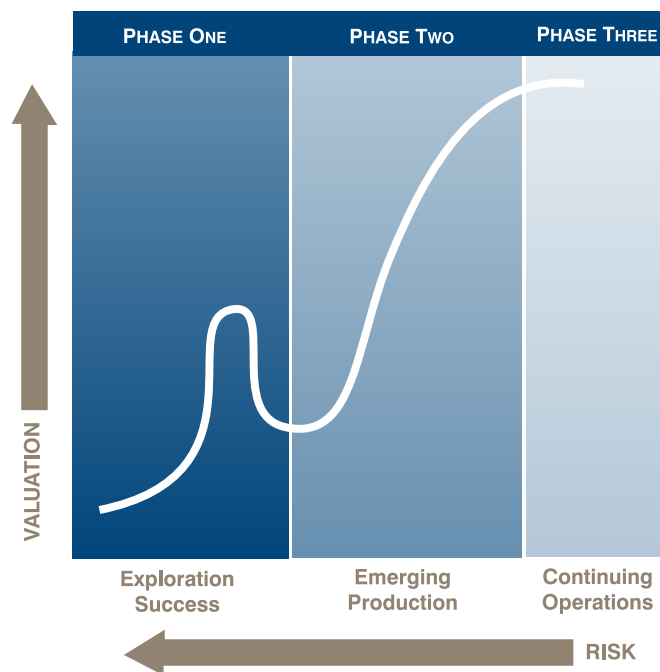 PHASE ONE
PHASE TWO
PHASE THREE
VALUATION
Exploration
Success
Emerging
Production
Continuing
Operations
RISK